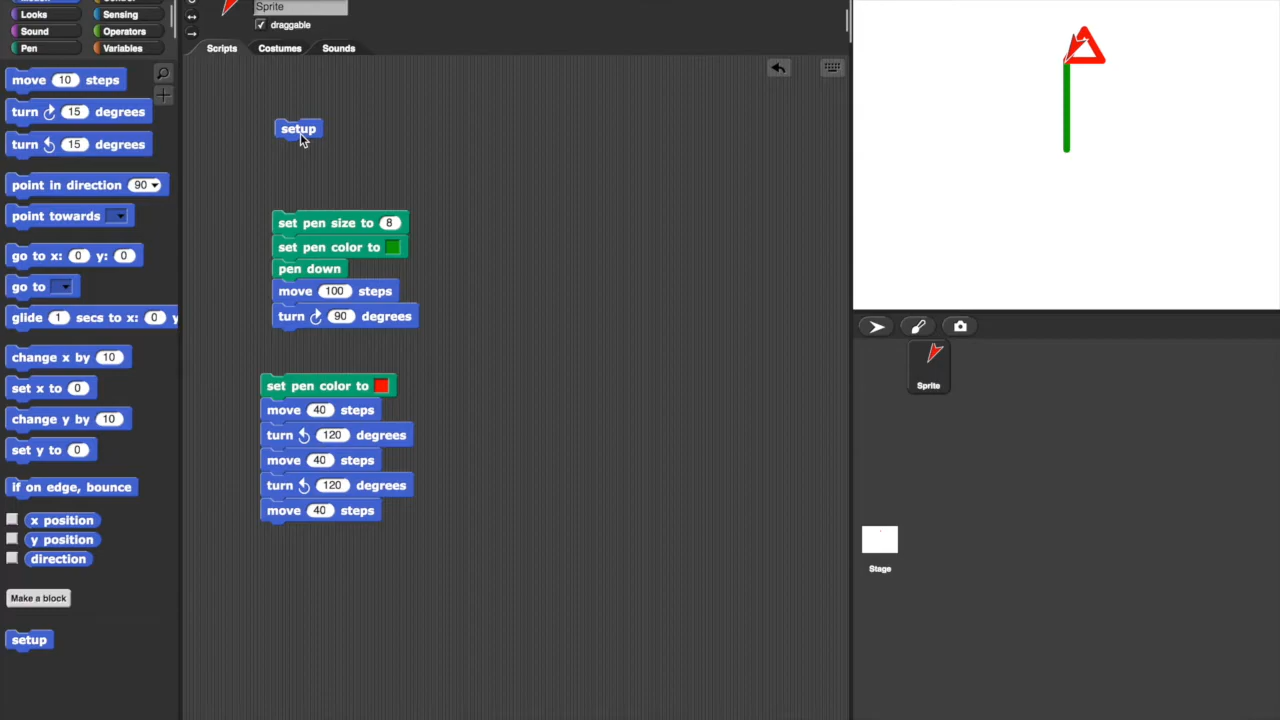 Looks
Sensing
Sound
Operators
Pen
Variables
Sprite
draggable
Scripts
Costumes
Sounds
move 10 steps
turn 15 degrees
turn 15 degrees
point in direction 90
point towards
go to x: 0 y: 0
go to
glide 1 secs to x: 0 y
change x by 10
set x to 0
change y by 10
set y to 0
if on edge, bounce
x position
y position
direction
Make a block
setup
setup
set pen size to 8
set pen color to
pen down
move 100 steps
turn 90 degrees
set pen color to
move 40 steps
turn 120 degrees
move 40 steps
turn 120 degrees
move 40 steps
Sprite
Stage